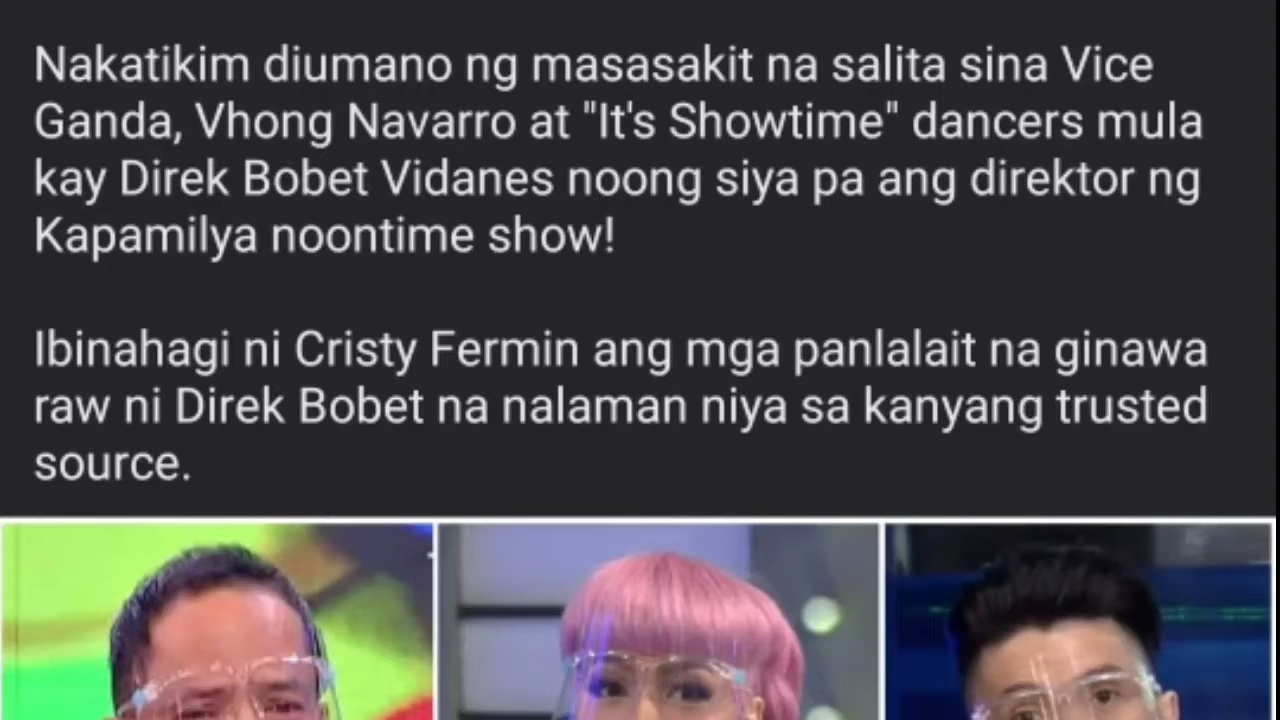 Nakatikim diumano ng masasakit na salita sina Vice
Ganda, Vhong Navarro at "It's Showtime" dancers mula
kay Direk Bobet Vidanes noong siya pa ang direktor ng
Kapamilya noontime show!
Ibinahagi ni Cristy Fermin ang mga panlalait na ginawa
raw ni Direk Bobet na nalaman niya sa kanyang trusted
source.